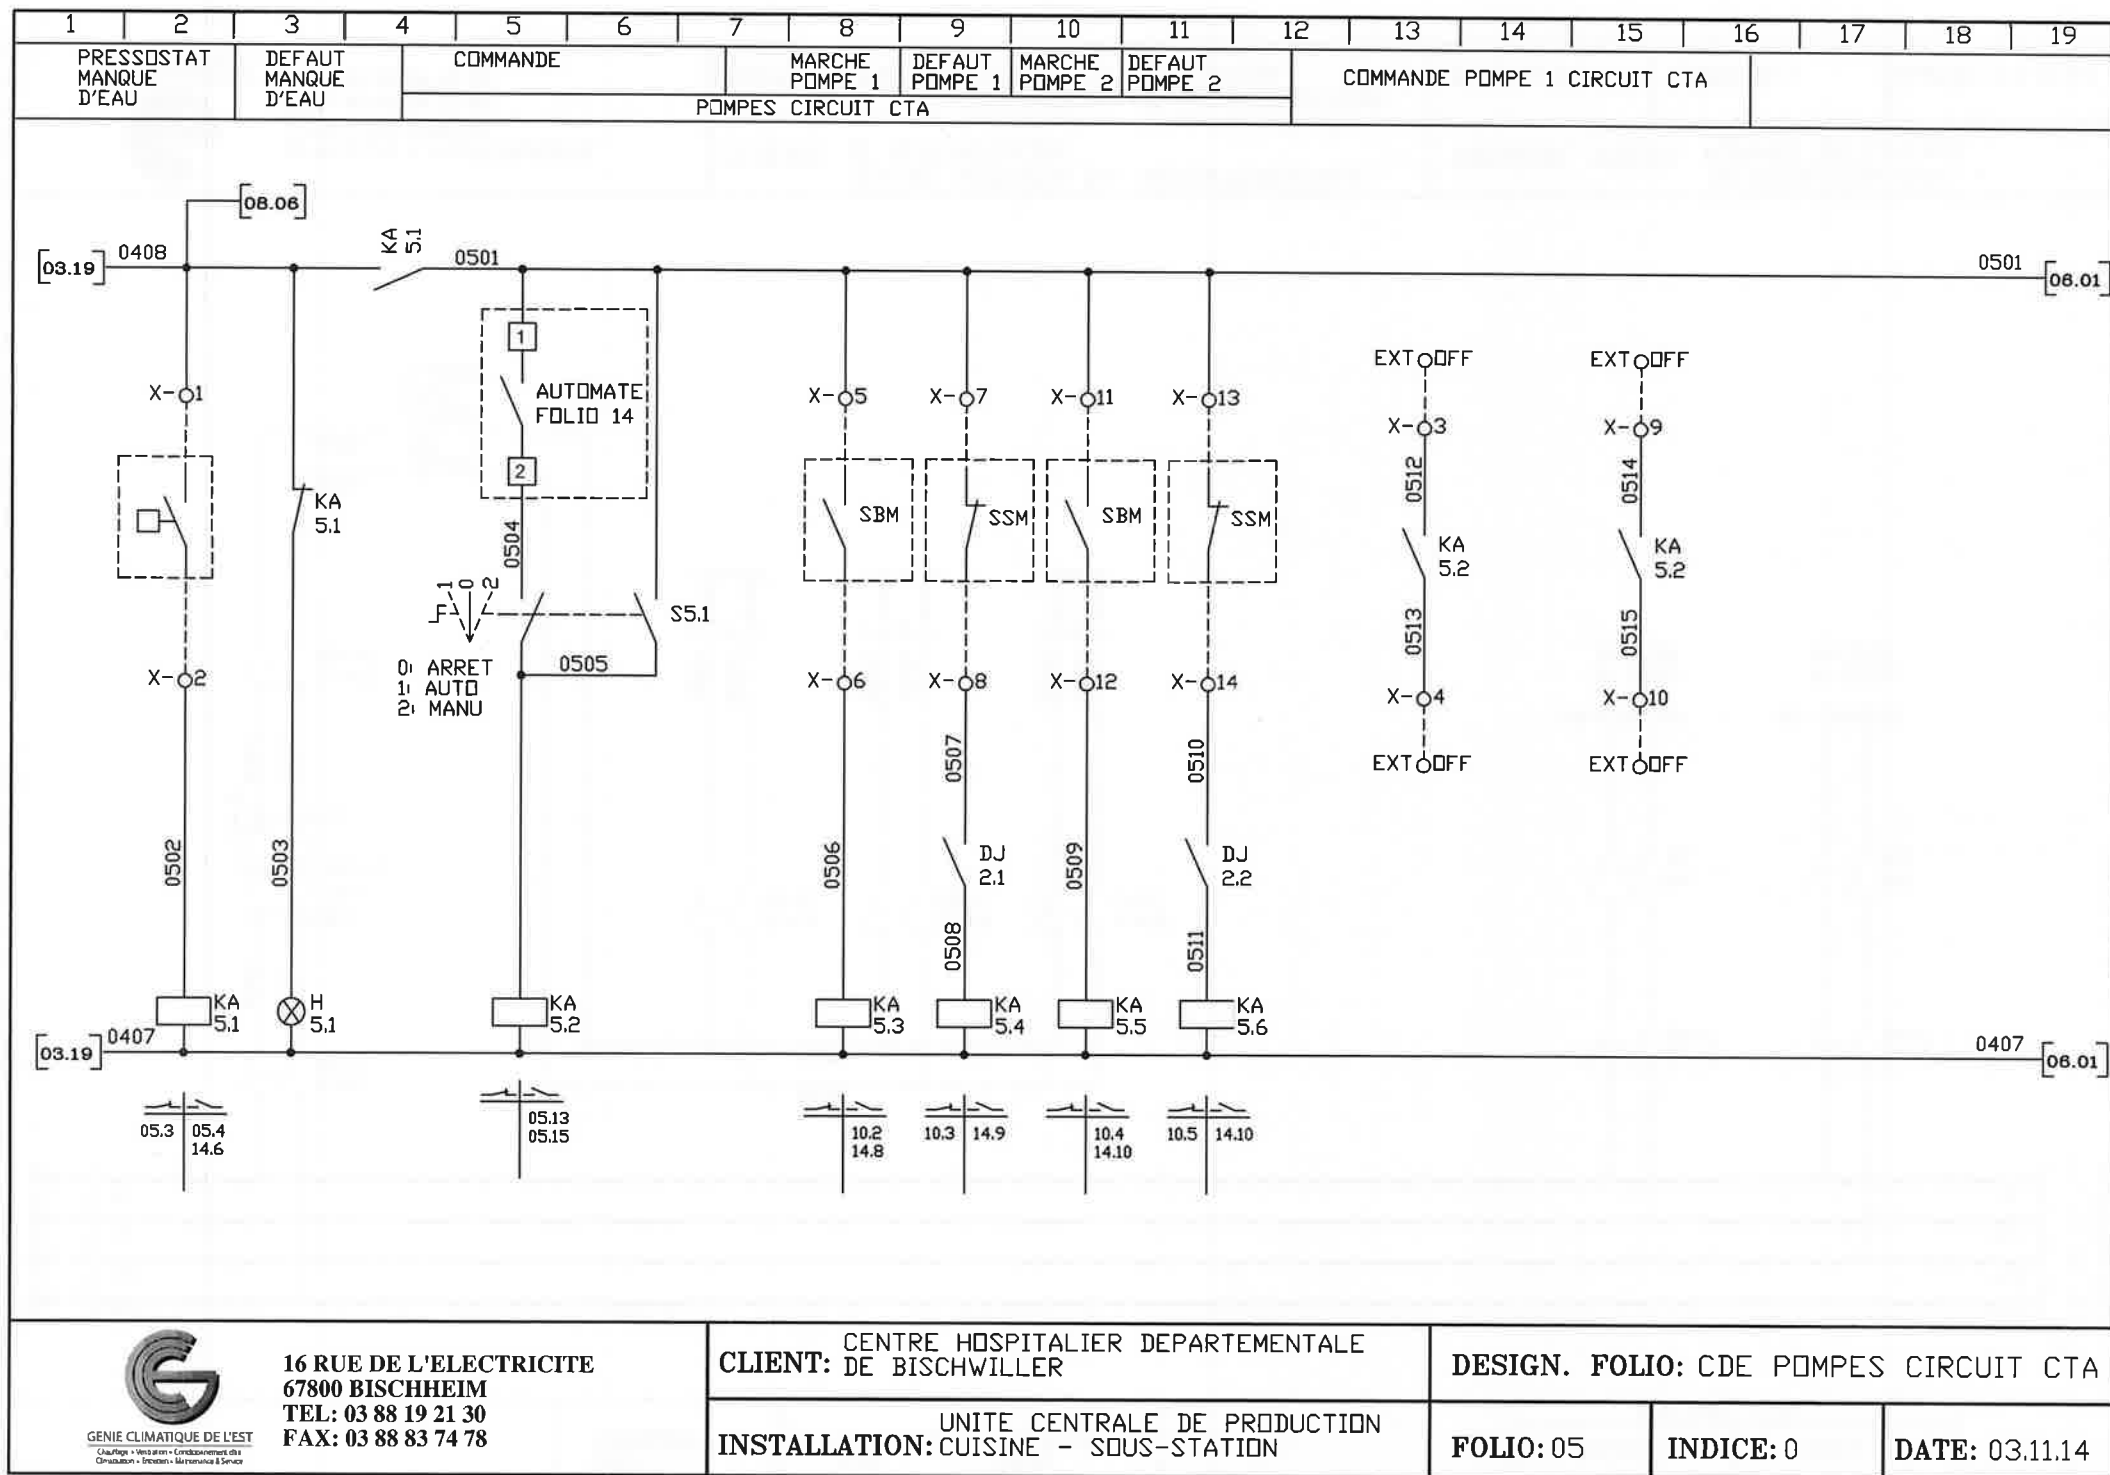 1 2 3 4 5 6 7 8 9 10 11 12 13 14 15 16 17 18 19
PRESSOSTAT
MANQUE
D'EAU
DEFAUT
MANQUE
D'EAU
COMMANDE
MARCHE
POMPE 1
DEFAUT
POMPE 1
MARCHE
POMPE 2
DEFAUT
POMPE 2
POMPES CIRCUIT CTA
COMMANDE POMPE 1 CIRCUIT CTA
08.06
03.19
0408
KA
5.1
0501
0501
06.01
1
AUTOMATE
FOLIO 14
2
X-1
X-5
X-7
X-11
X-13
EXT OFF
EXT OFF
X-3
X-9
0512
0514
KA
5.1
SBM
SSM
SBM
SSM
KA
5.2
KA
5.2
0504
1 0 2
S5.1
0: ARRET
1: AUTO
2: MANU
0505
0513
0515
X-2
X-6
X-8
X-12
X-14
X-4
X-10
EXT OFF
EXT OFF
0507
0510
0502
0503
0506
DJ
2.1
0509
DJ
2.2
0508
0511
KA
5.1
H
5.1
KA
5.2
KA
5.3
KA
5.4
KA
5.5
KA
5.6
03.19
0407
0407
06.01
05.3
05.4
14.6
05.13
05.15
10.2
14.8
10.3
14.9
10.4
14.10
10.5
14.10
GENIE CLIMATIQUE DE L'EST
16 RUE DE L'ELECTRICITE
67800 BISCHHEIM
TEL: 03 88 19 21 30
FAX: 03 88 83 74 78
CLIENT: CENTRE HOSPITALIER DEPARTEMENTALE
DE BISCHWILLER
INSTALLATION: UNITE CENTRALE DE PRODUCTION
CUISINE - SOUS-STATION
DESIGN. FOLIO: CDE POMPES CIRCUIT CTA
FOLIO: 05
INDICE: 0
DATE: 03.11.14